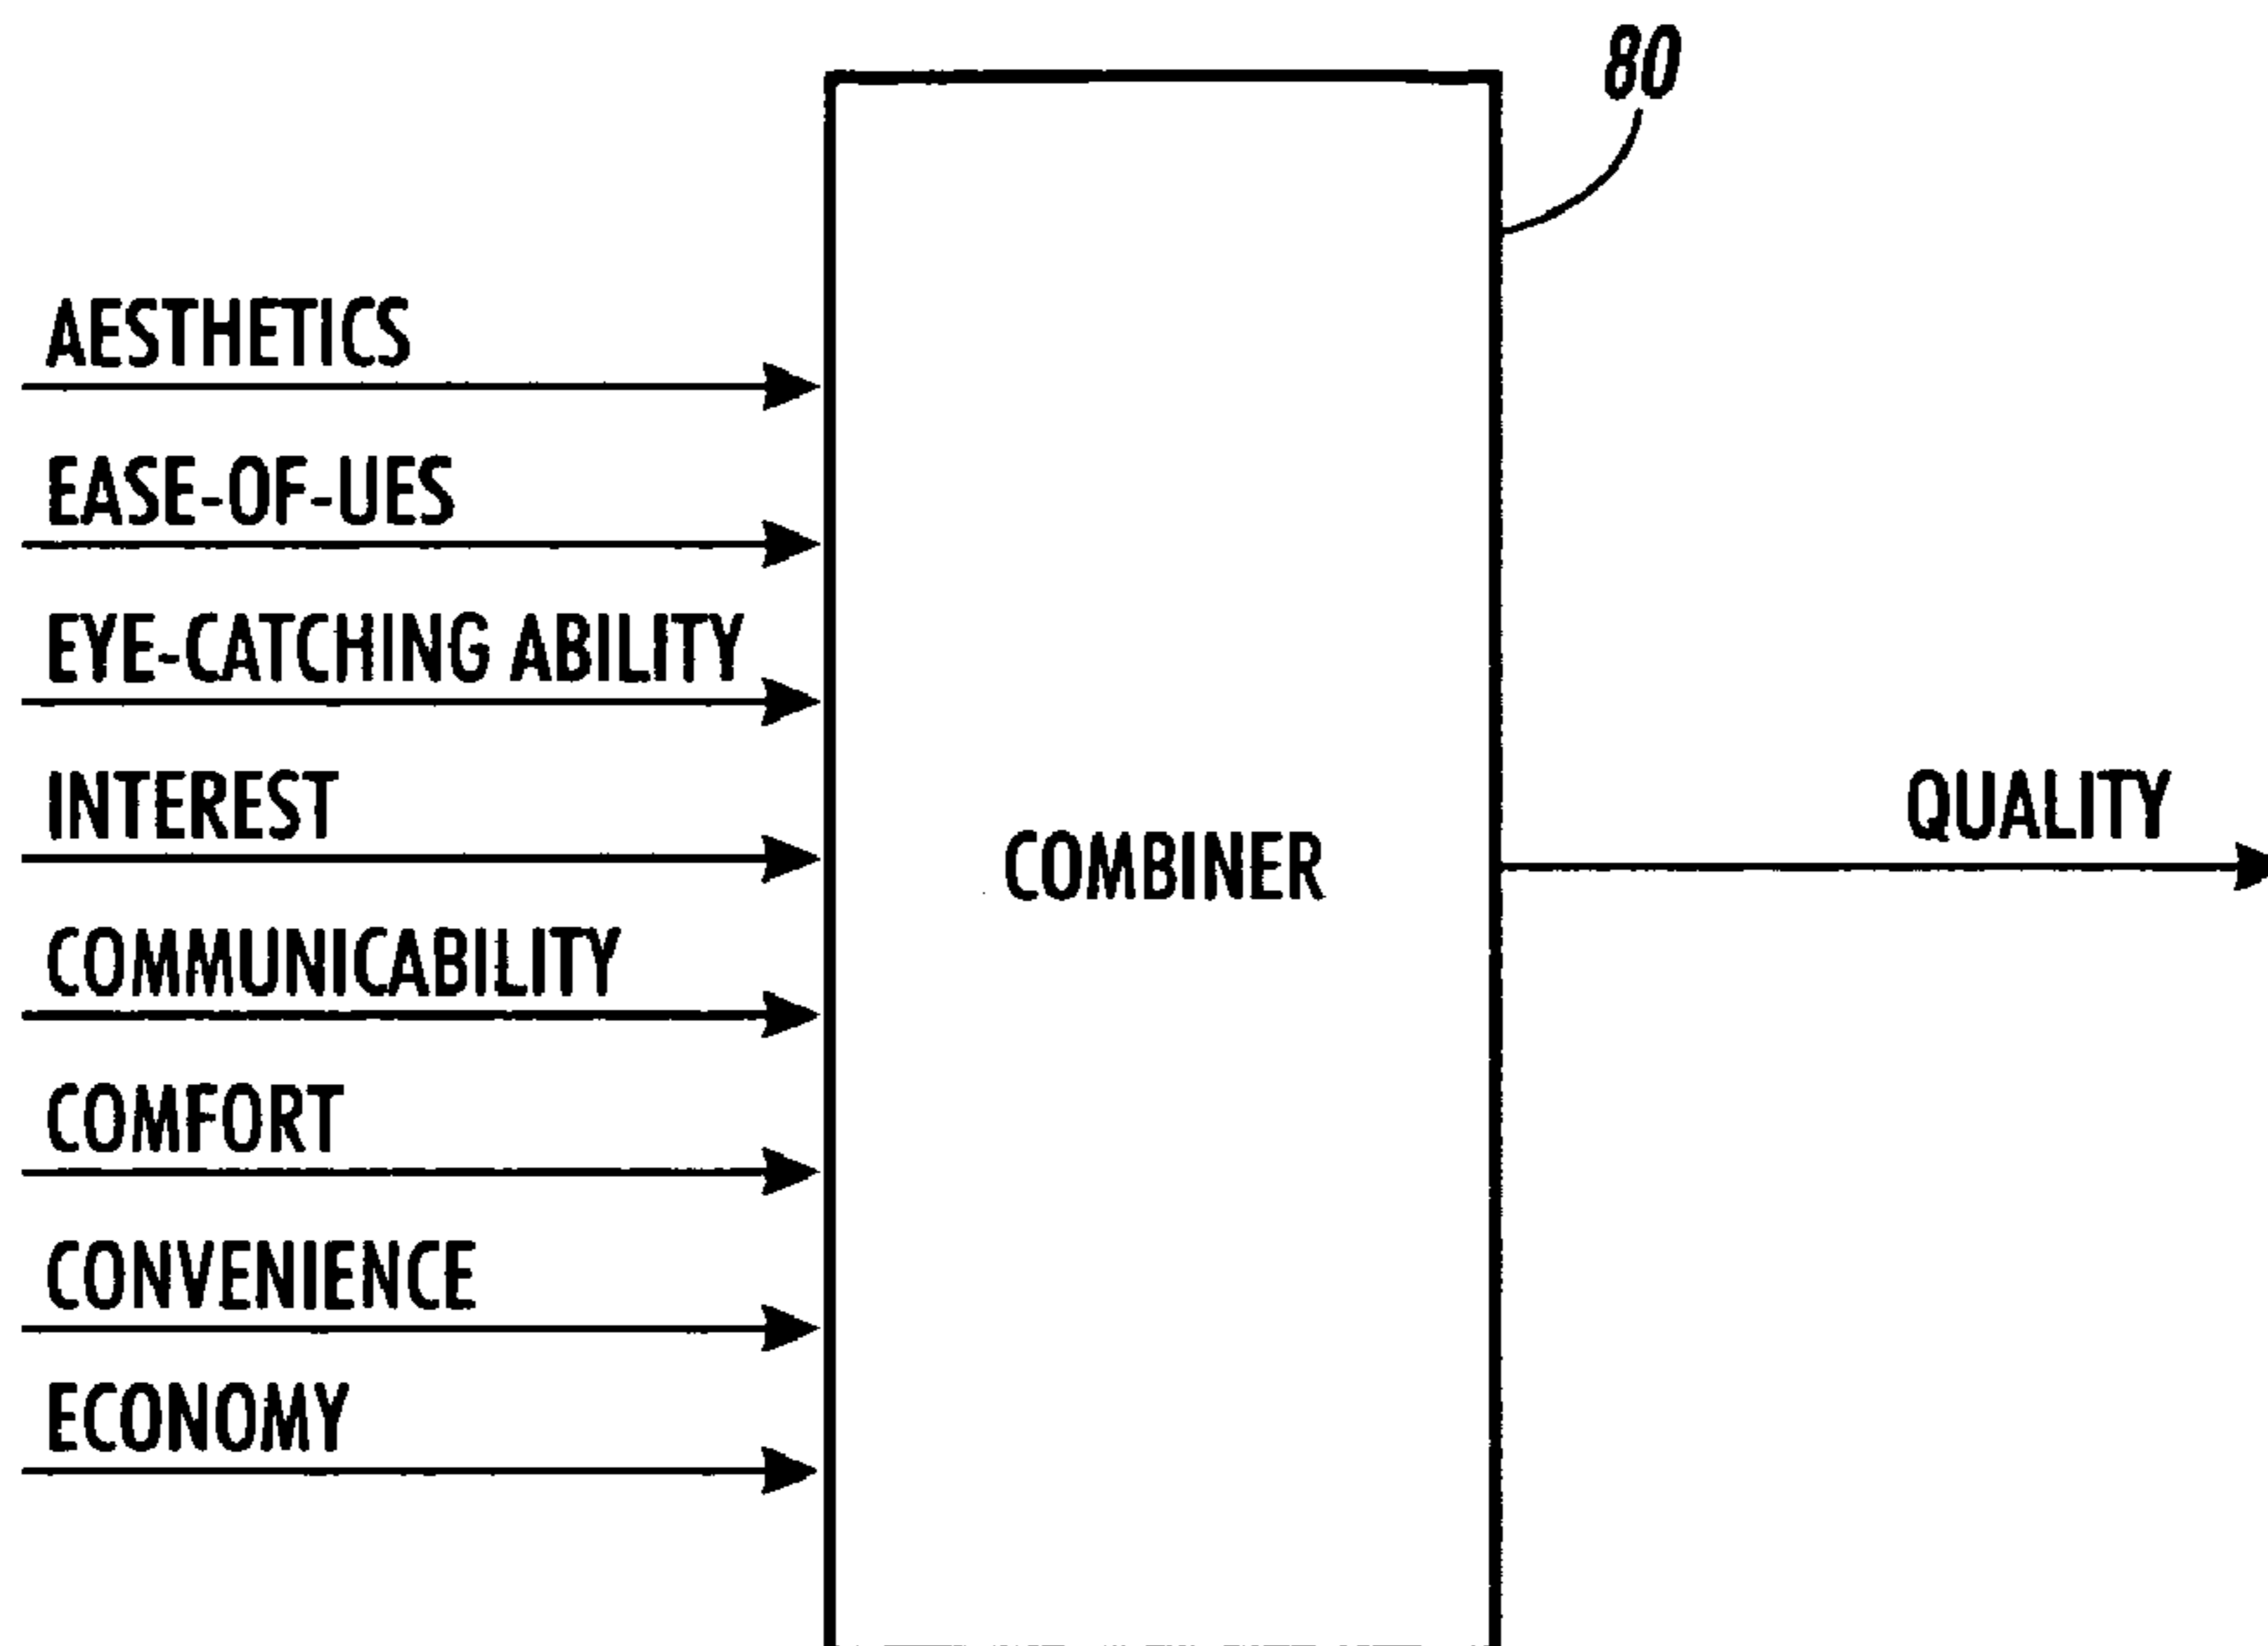 80
AESTHETICS
EASE-OF-UES
EYE-CATCHING ABILITY
INTEREST
COMMUNICABILITY
COMFORT
CONVENIENCE
ECONOMY
COMBINER
QUALITY